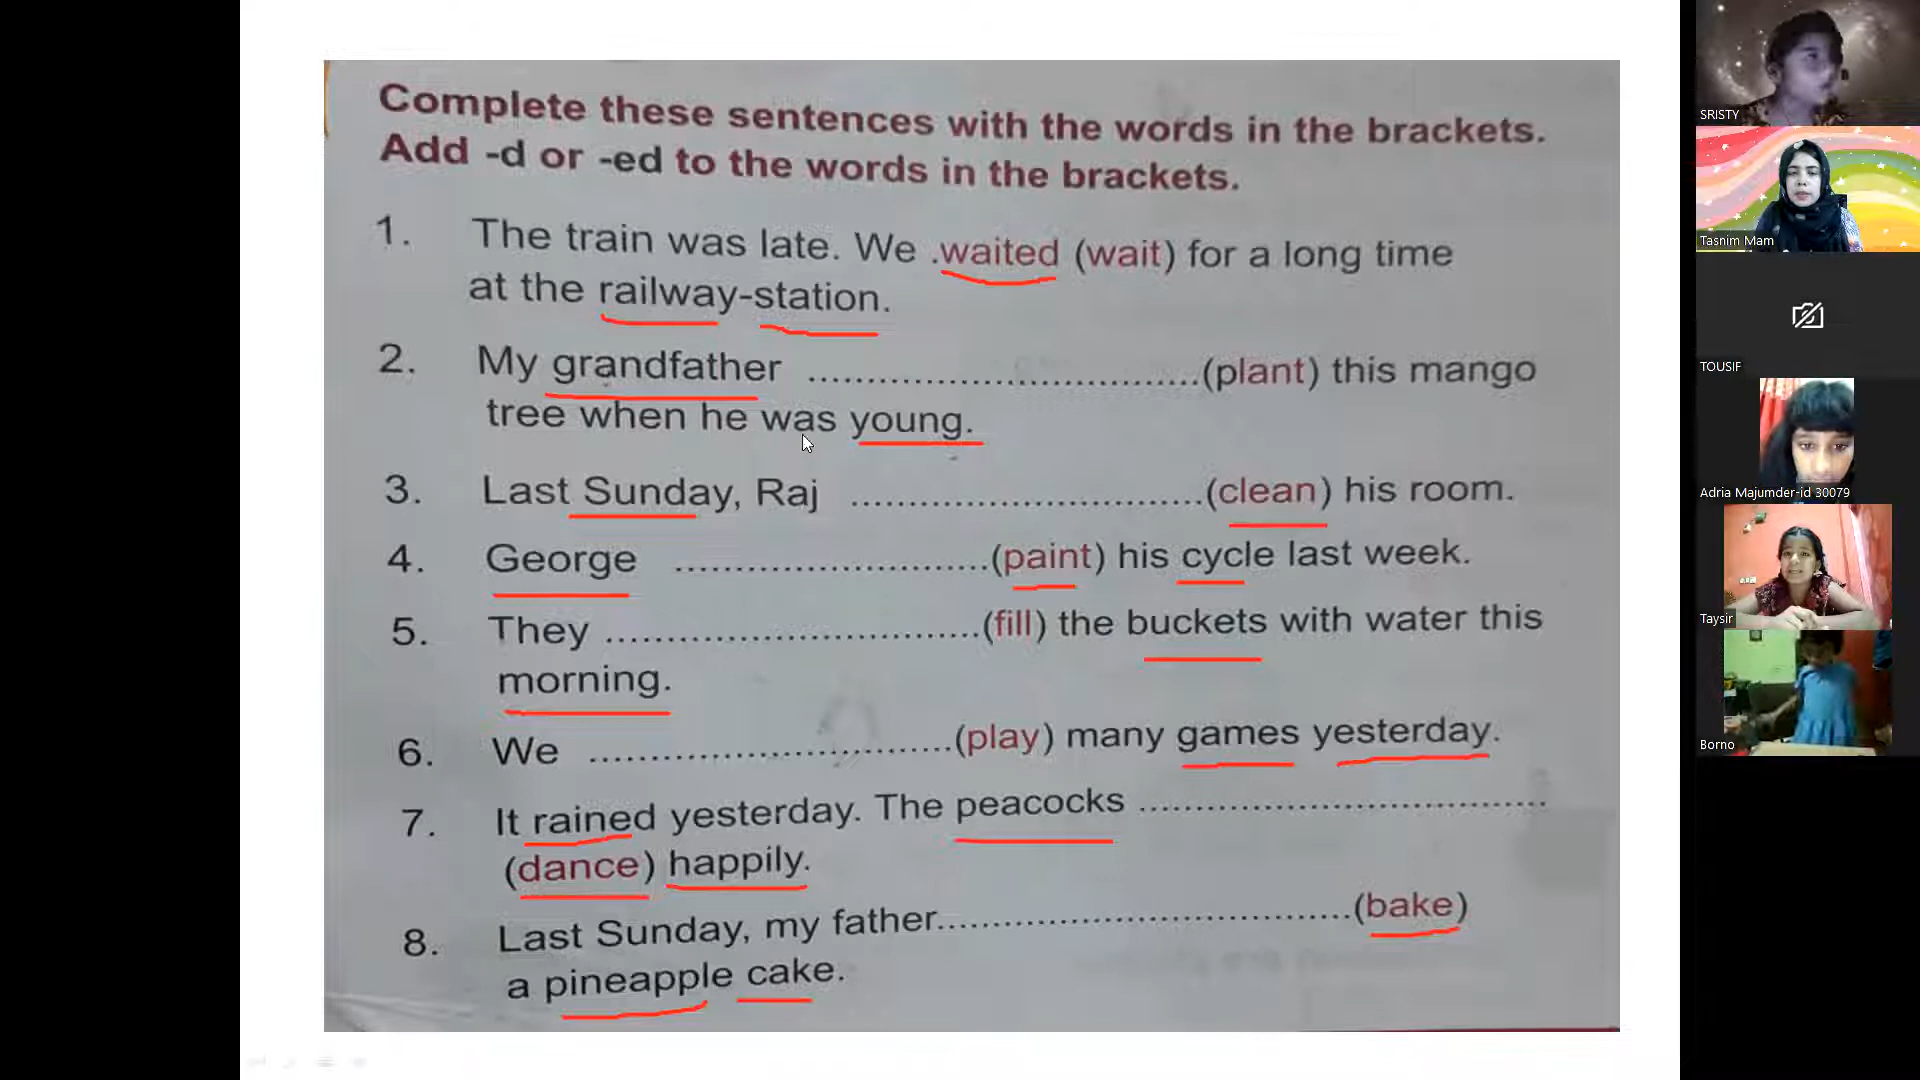 Complete these sentences with the words in the brackets.
Add -d or -ed to the words in the brackets.
1. The train was late. We .waited (wait) for a long time
at the railway-station.
2. My grandfather .................................(plant) this mango
tree when he was young.
3. Last Sunday, Raj ..............................(clean) his room.
4. George ..........................(paint) his cycle last week.
5. They ...............................(fill) the buckets with water this
morning.
6. We ..............................(play) many games yesterday.
7. It rained yesterday. The peacocks ..................................
(dance) happily.
8. Last Sunday, my father...................................(bake)
a pineapple cake.
SRISTY
Tasnim Mam
TOUSIF
Adria Majumder-id 30079
Taysir
Borno